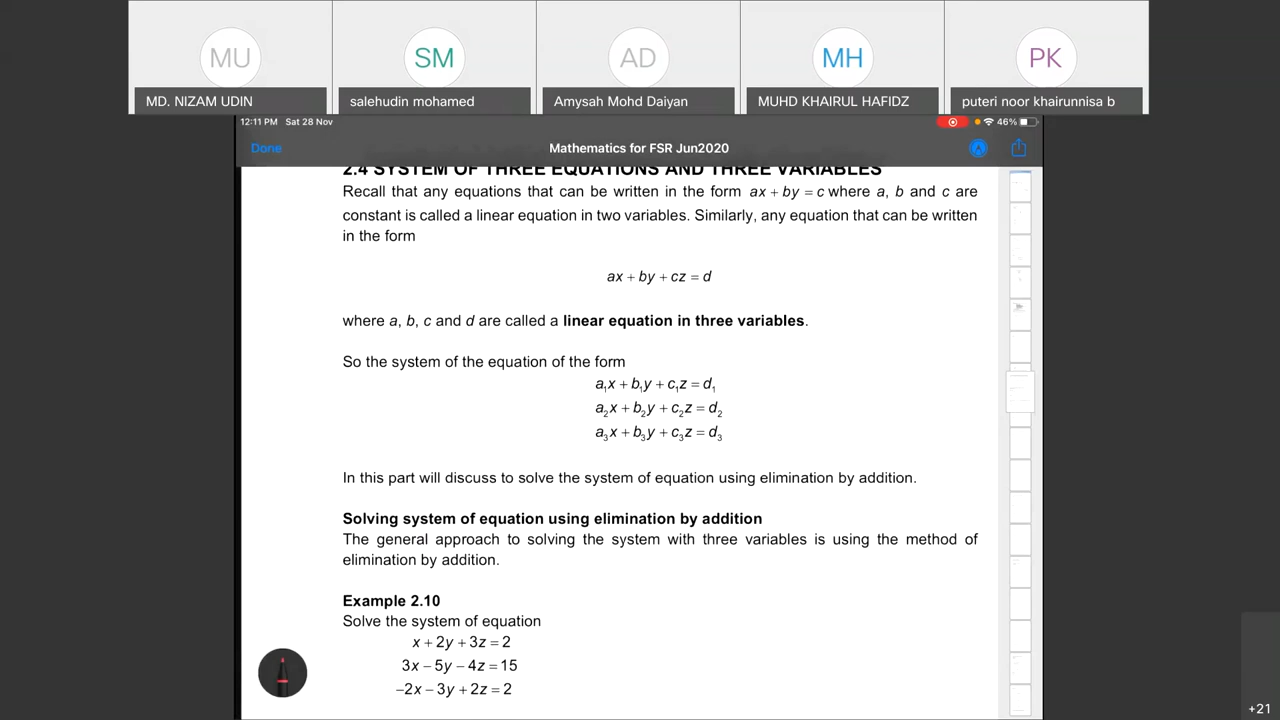 MU
SM
AD
MH
PK
MD. NIZAM UDIN
salehudin mohamed
Amysah Mohd Daiyan
MUHD KHAIRUL HAFIDZ
puteri noor khairunnisa b
12:11 PM Sat 28 Nov
46%
Done
Mathematics for FSR Jun2020
2.4 SYSTEM OF THREE EQUATIONS AND THREE VARIABLES
Recall that any equations that can be written in the form ax + by = c where a, b and c are
constant is called a linear equation in two variables. Similarly, any equation that can be written
in the form
ax + by + cz = d
where a, b, c and d are called a linear equation in three variables.
So the system of the equation of the form
a₁x + b₁y + c₁z = d₁
a₂x + b₂y + c₂z = d₂
a₃x + b₃y + c₃z = d₃
In this part will discuss to solve the system of equation using elimination by addition.
Solving system of equation using elimination by addition
The general approach to solving the system with three variables is using the method of
elimination by addition.
Example 2.10
Solve the system of equation
x + 2y + 3z = 2
3x − 5y − 4z = 15
−2x − 3y + 2z = 2
+21